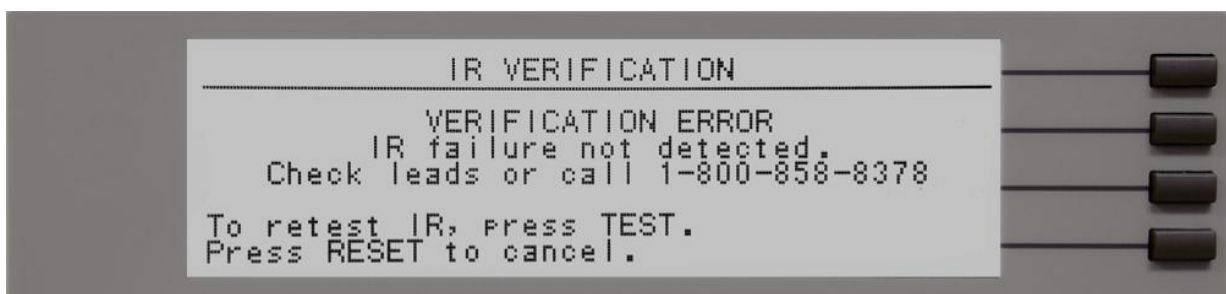 IR VERIFICATION
VERIFICATION ERROR
IR failure not detected.
Check leads or call 1-800-858-8378
To retest IR, press TEST.
Press RESET to cancel.